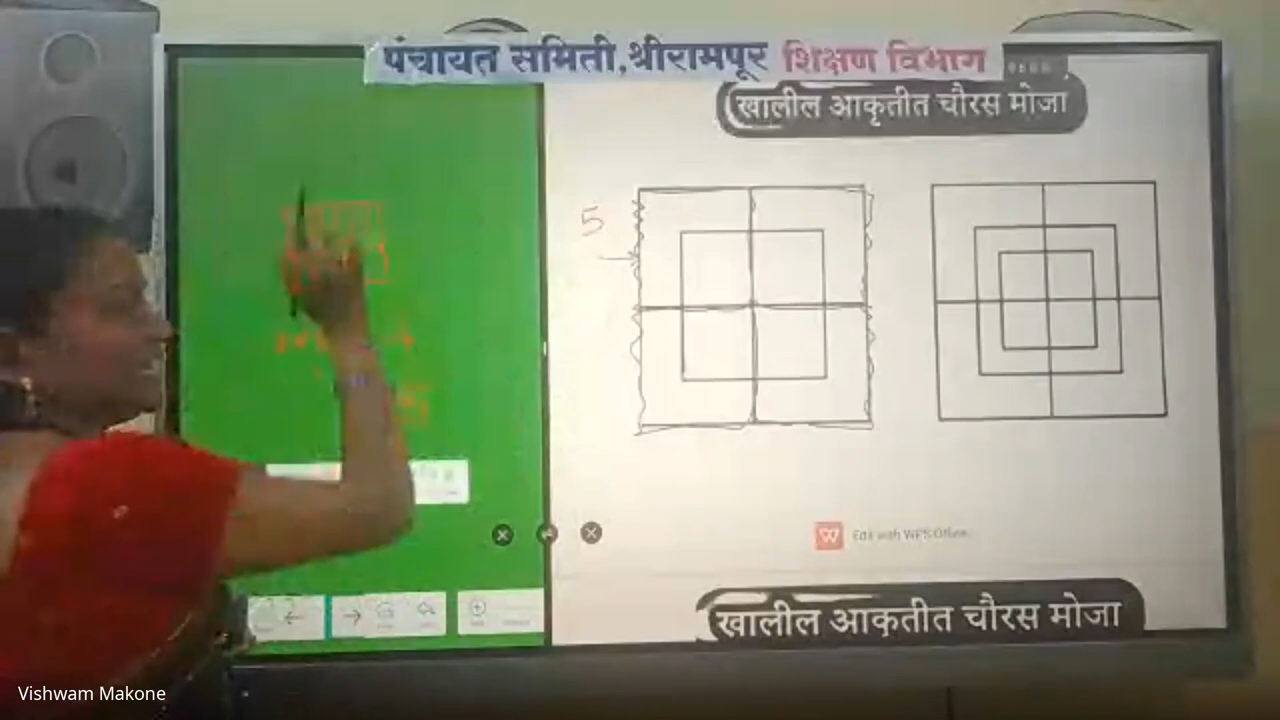 पंचायत समिती,श्रीरामपूर शिक्षण विभाग
खालील आकृतीत चौरस मोजा
5
Edit with WPS Office
खालील आकृतीत चौरस मोजा
Vishwam Makone